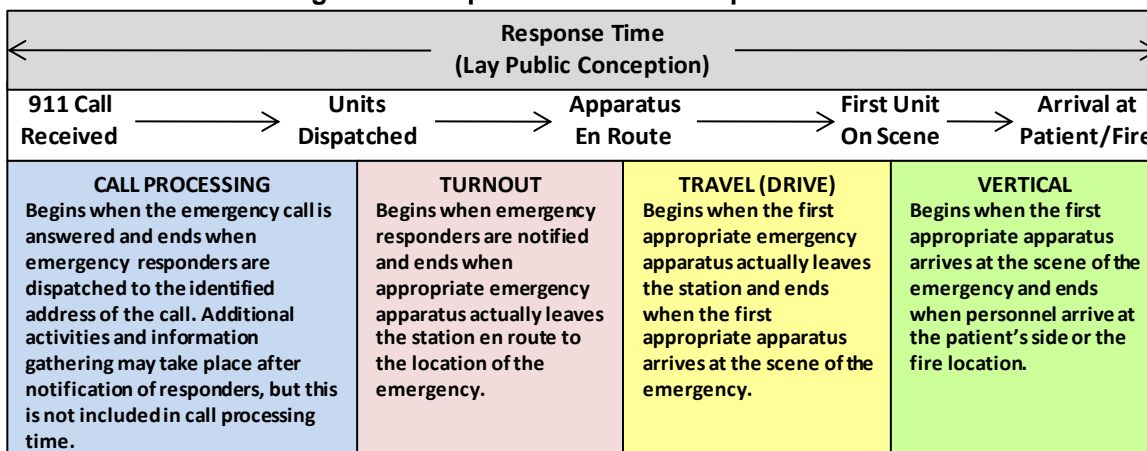 Response Time
(Lay Public Conception)
911 Call
Received
Units
Dispatched
Apparatus
En Route
First Unit
On Scene
Arrival at
Patient/Fire
CALL PROCESSING
Begins when the emergency call is
answered and ends when
emergency responders are
dispatched to the identified
address of the call. Additional
activities and information
gathering may take place after
notification of responders, but this
is not included in call processing
time.
TURNOUT
Begins when emergency
responders are notified
and ends when
appropriate emergency
apparatus actually leaves
the station en route to
the location of the
emergency.
TRAVEL (DRIVE)
Begins when the first
appropriate emergency
apparatus actually leaves
the station and ends
when the first
appropriate apparatus
arrives at the scene of the
emergency.
VERTICAL
Begins when the first
appropriate apparatus
arrives at the scene of the
emergency and ends
when personnel arrive at
the patient's side or the
fire location.